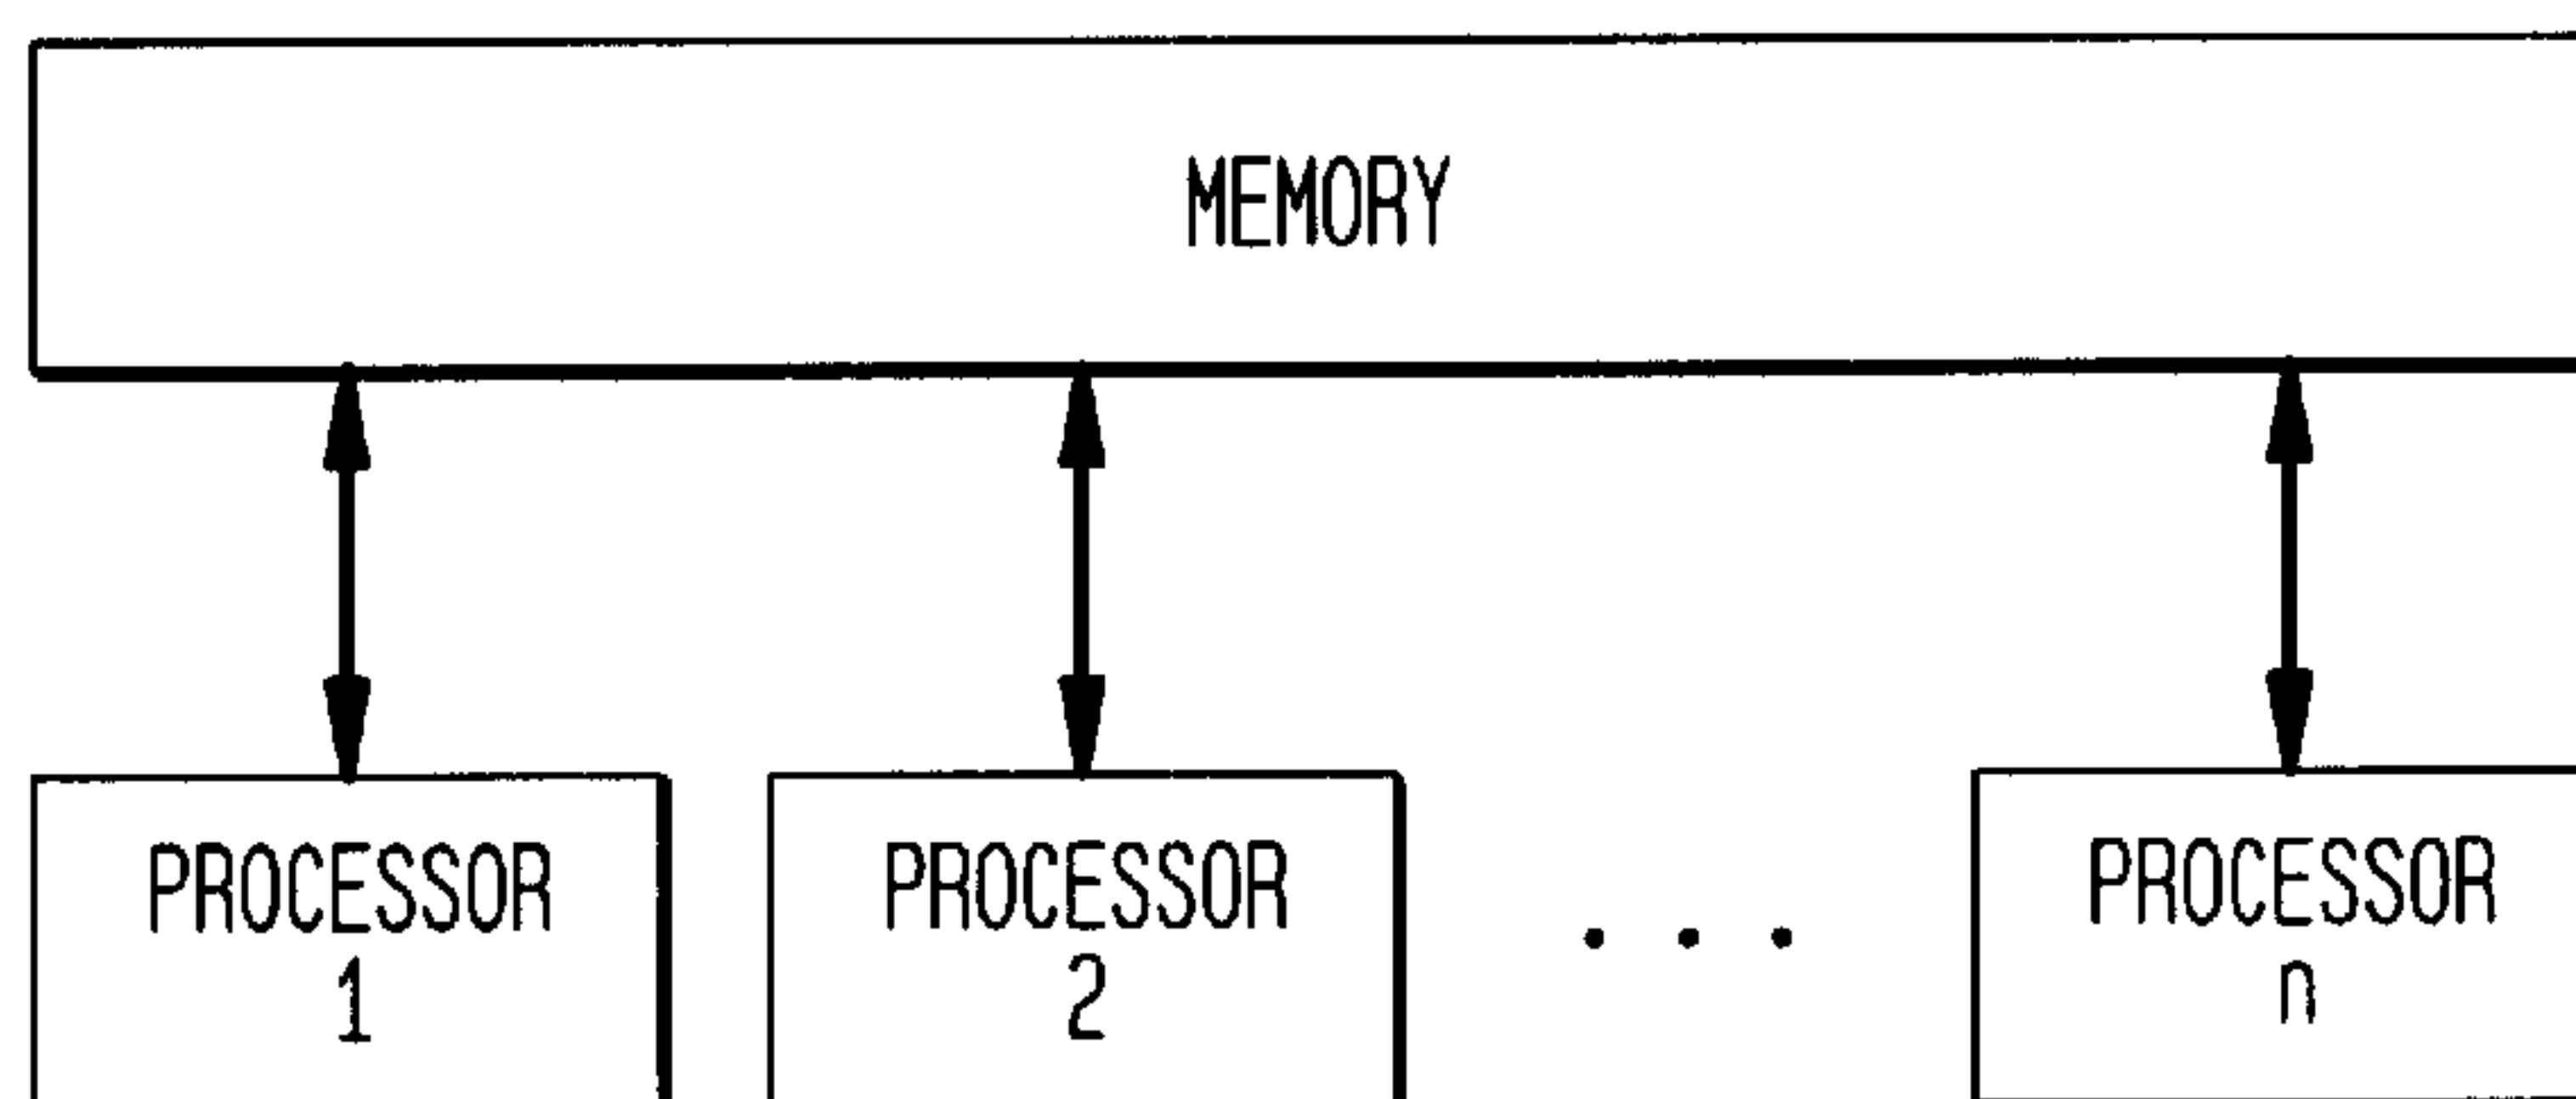 MEMORY
PROCESSOR
1
PROCESSOR
2
. . .
PROCESSOR
n